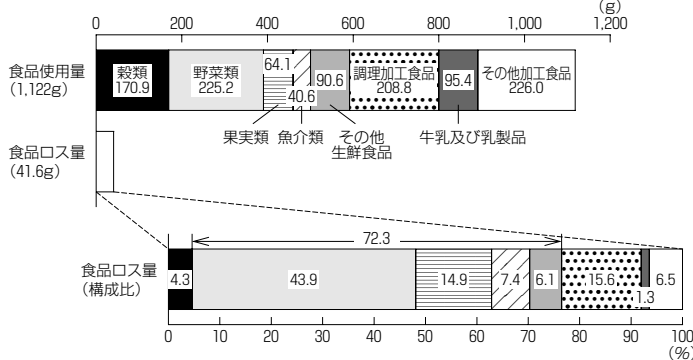 (g)
0 200 400 600 800 1,000 1,200
食品使用量
(1,122g)
穀類
170.9
野菜類
225.2
64.1
40.6
90.6
調理加工食品
208.8
95.4
その他加工食品
226.0
果実類 魚介類 その他
生鮮食品
牛乳及び乳製品
食品ロス量
(41.6g)
72.3
食品ロス量
(構成比)
4.3 43.9 14.9 7.4 6.1 15.6 1.3 6.5
0 10 20 30 40 50 60 70 80 90 100
(%)